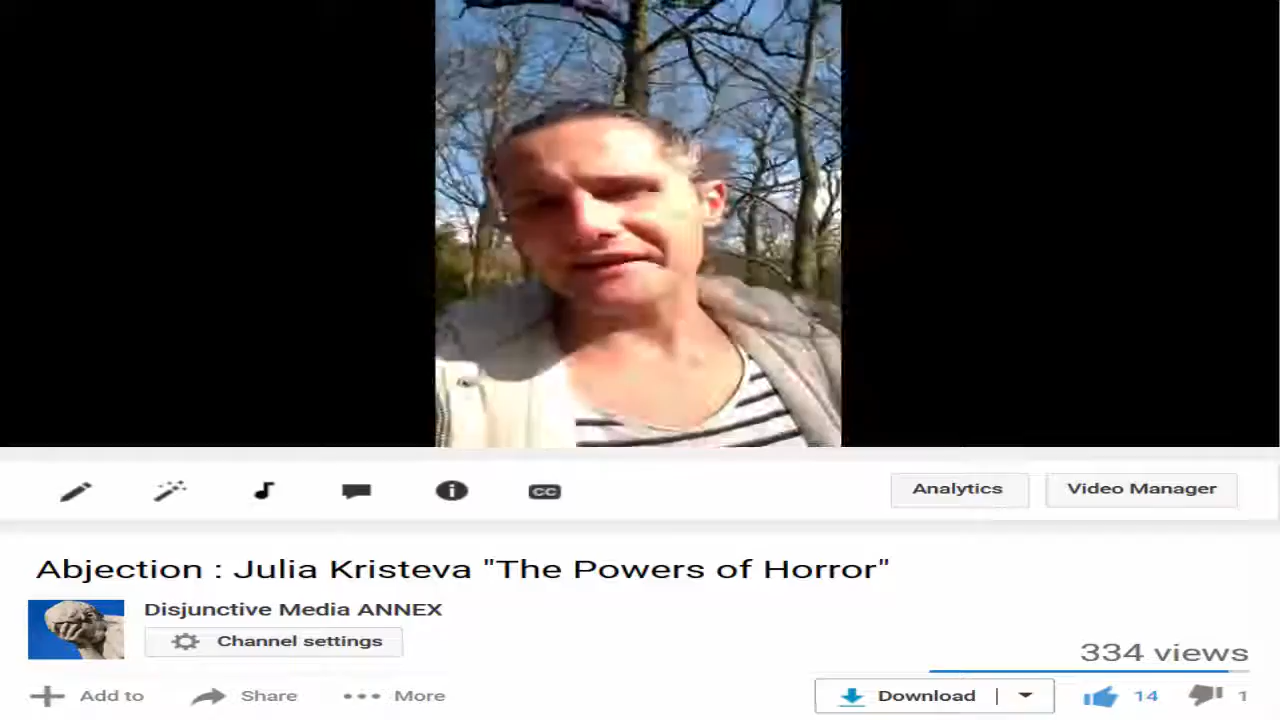 CC
Analytics
Video Manager
Abjection : Julia Kristeva "The Powers of Horror"
Disjunctive Media ANNEX
Channel settings
334 views
Add to
Share
More
Download
14
1